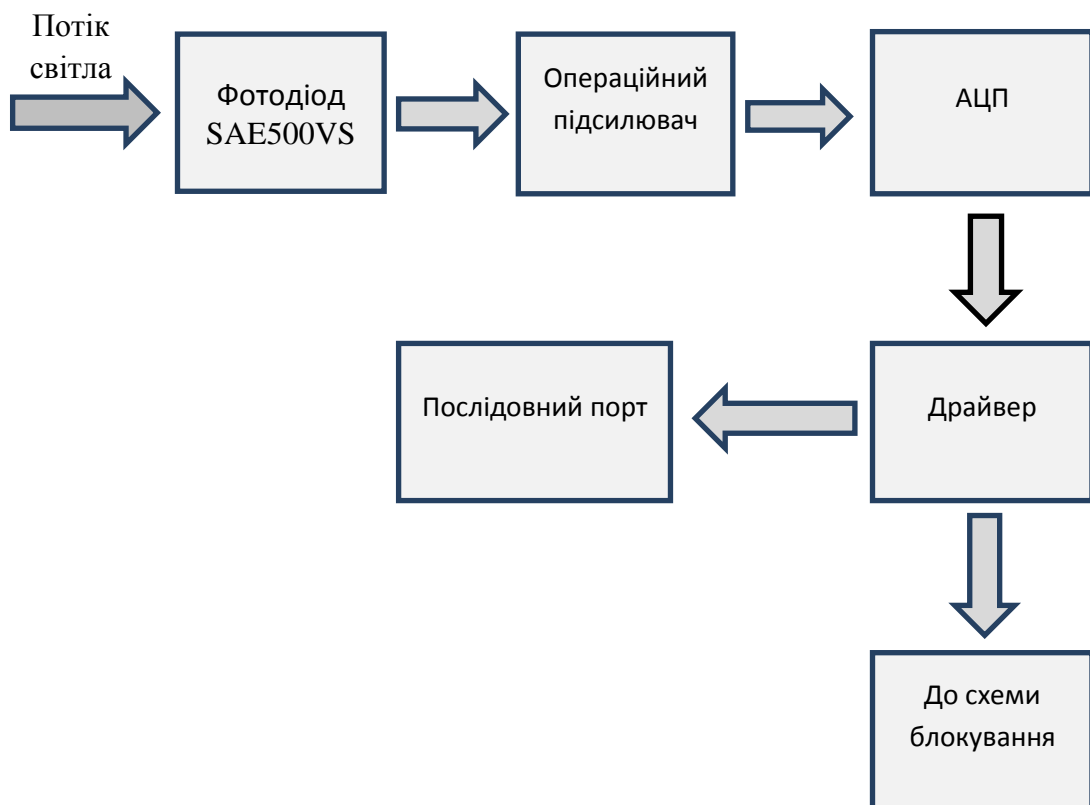 Потік
світла
Фотодіод
SAE500VS
Операційний
підсилювач
АЦП
Послідовний порт
Драйвер
До схеми
блокування